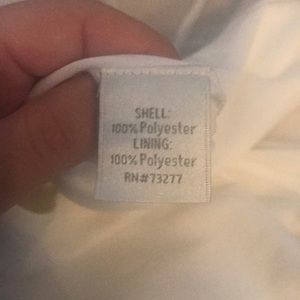 SHELL:
100% Polyester
LINING:
100% Polyester
RN#73277